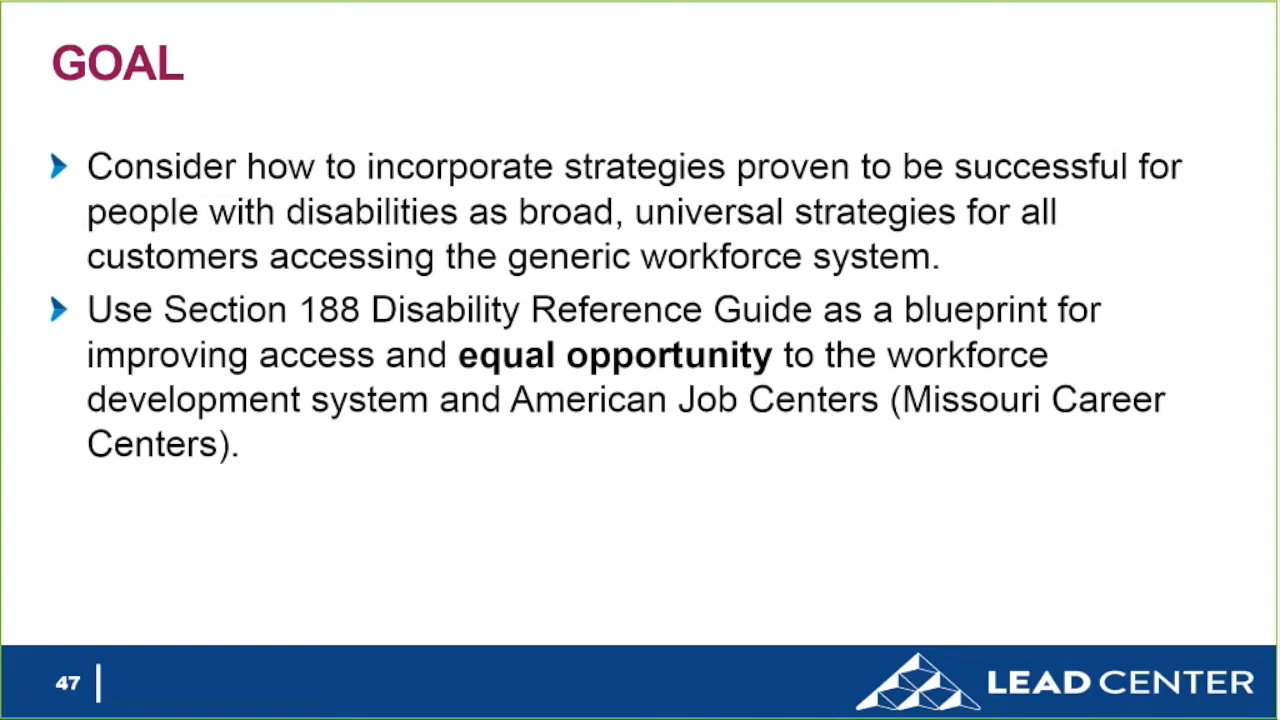 GOAL
Consider how to incorporate strategies proven to be successful for
people with disabilities as broad, universal strategies for all
customers accessing the generic workforce system.
Use Section 188 Disability Reference Guide as a blueprint for
improving access and equal opportunity to the workforce
development system and American Job Centers (Missouri Career
Centers).
47
LEAD CENTER